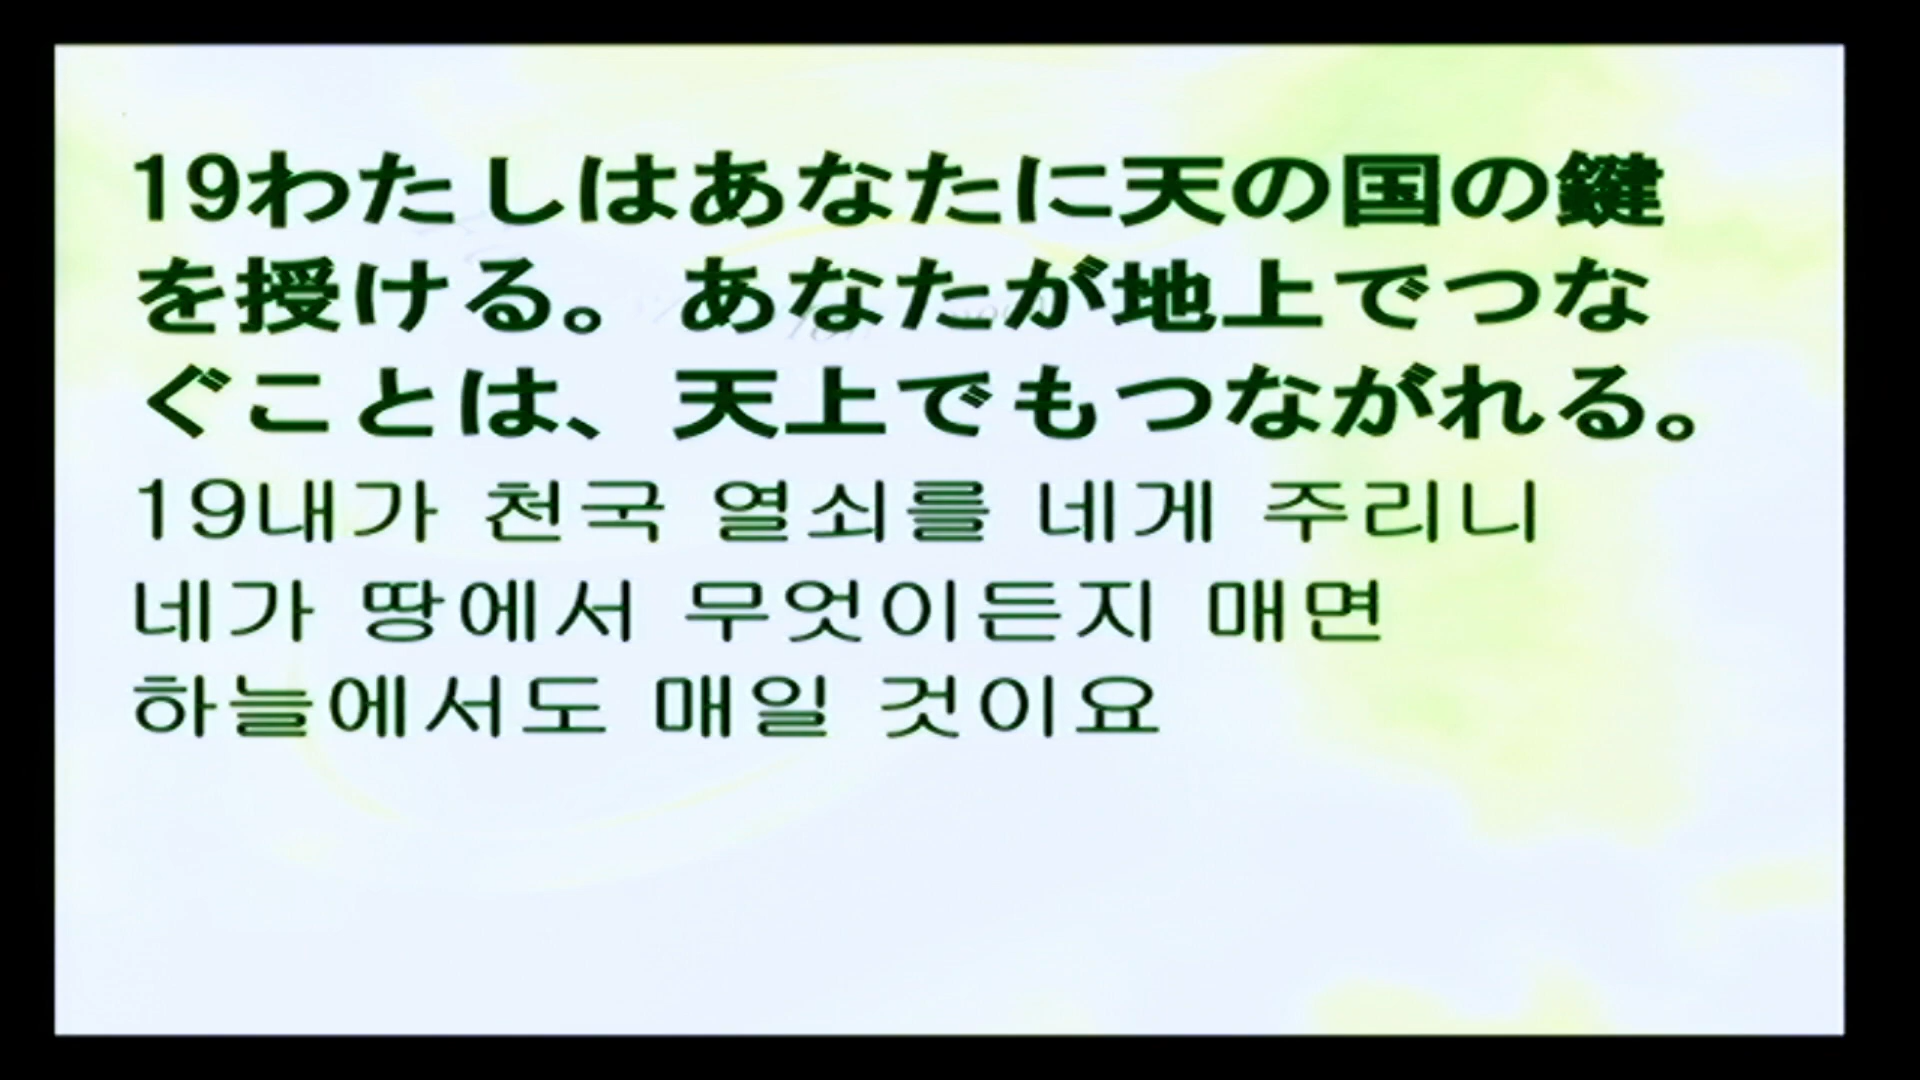 19わたしはあなたに天の国の鍵
を授ける。あなたが地上でつな
ぐことは、天上でもつながれる。
19내가 천국 열쇠를 네게 주리니
네가 땅에서 무엇이든지 매면
하늘에서도 매일 것이요